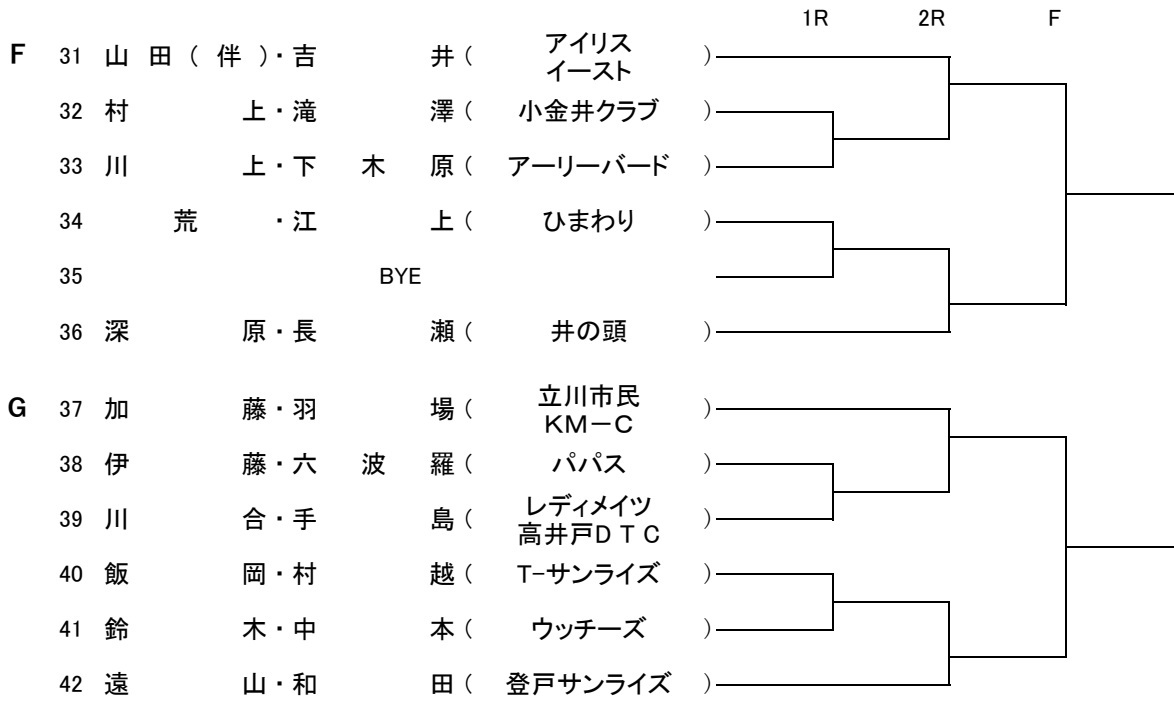 1R 2R F
F 31 山田(伴)・吉井(アイリス イースト)
32 村上・滝澤(小金井クラブ)
33 川上・下木原(アーリーバード)
34 荒・江上(ひまわり)
35 BYE
36 深原・長瀬(井の頭)
G 37 加藤・羽場(立川市民 KM-C)
38 伊藤・六波羅(パパス)
39 川合・手島(レディメイツ 高井戸DTC)
40 飯岡・村越(T-サンライズ)
41 鈴木・中本(ウッチーズ)
42 遠山・和田(登戸サンライズ)